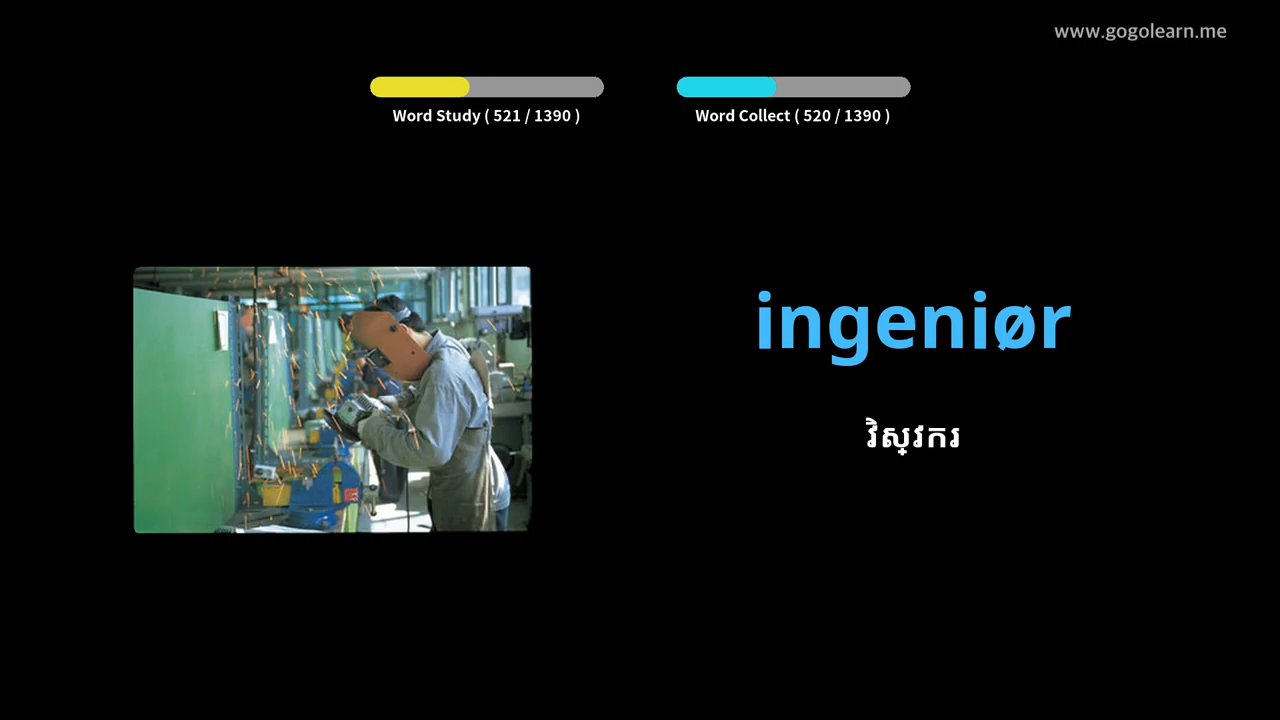 www.gogolearn.me
Word Study ( 521 / 1390 )
Word Collect ( 520 / 1390 )
ingeniør
វិស្វករ